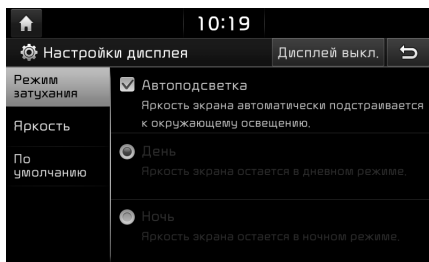 10:19
Настройки дисплея
Дисплей выкл.
Режим
затухания
Яркость
По
умолчанию
Автоподсветка
Яркость экрана автоматически подстраивается
к окружающему освещению.
День
Яркость экрана остается в дневном режиме.
Ночь
Яркость экрана остается в ночном режиме.